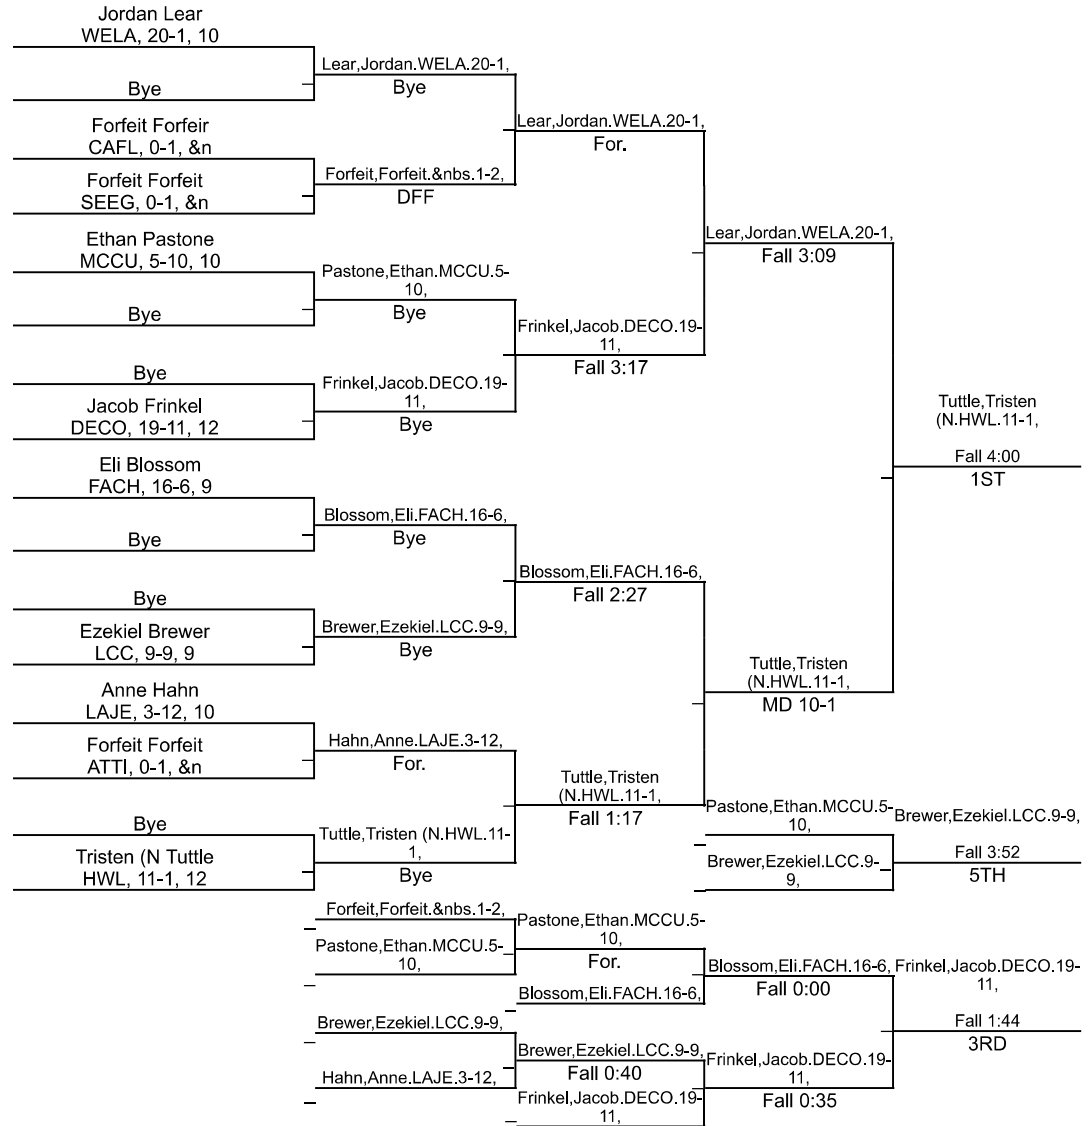 Jordan Lear
WELA, 20-1, 10
Bye
Forfeit Forfeir
CAFL, 0-1, &n
Forfeit Forfeit
SEEG, 0-1, &n
Ethan Pastone
MCCU, 5-10, 10
Bye
Bye
Jacob Frinkel
DECO, 19-11, 12
Eli Blossom
FACH, 16-6, 9
Bye
Bye
Ezekiel Brewer
LCC, 9-9, 9
Anne Hahn
LAJE, 3-12, 10
Forfeit Forfeit
ATTI, 0-1, &n
Bye
Tristen (N Tuttle
HWL, 11-1, 12
Lear,Jordan.WELA.20-1,
Bye
Forfeit,Forfeit.&nbs.1-2,
DFF
Pastone,Ethan.MCCU.5-
10,
Bye
Frinkel,Jacob.DECO.19-
11,
Bye
Blossom,Eli.FACH.16-6,
Bye
Brewer,Ezekiel.LCC.9-9,
Bye
Hahn,Anne.LAJE.3-12,
For.
Tuttle,Tristen (N.HWL.11-
1,
Bye
Lear,Jordan.WELA.20-1,
For.
Frinkel,Jacob.DECO.19-
11,
Fall 3:17
Blossom,Eli.FACH.16-6,
Fall 2:27
Tuttle,Tristen
(N.HWL.11-1,
Fall 1:17
Lear,Jordan.WELA.20-1,
Fall 3:09
Tuttle,Tristen
(N.HWL.11-1,
MD 10-1
Tuttle,Tristen
(N.HWL.11-1,
Fall 4:00
1ST
Pastone,Ethan.MCCU.5-
10,
Brewer,Ezekiel.LCC.9-
9,
Brewer,Ezekiel.LCC.9-9,
Fall 3:52
5TH
Forfeit,Forfeit.&nbs.1-2,
Pastone,Ethan.MCCU.5-
10,
Brewer,Ezekiel.LCC.9-9,
Hahn,Anne.LAJE.3-12,
Pastone,Ethan.MCCU.5-
10,
For.
Blossom,Eli.FACH.16-6,
Brewer,Ezekiel.LCC.9-9,
Fall 0:40
Frinkel,Jacob.DECO.19-
11,
Blossom,Eli.FACH.16-6,
Fall 0:00
Frinkel,Jacob.DECO.19-
11,
Fall 0:35
Frinkel,Jacob.DECO.19-
11,
Fall 1:44
3RD